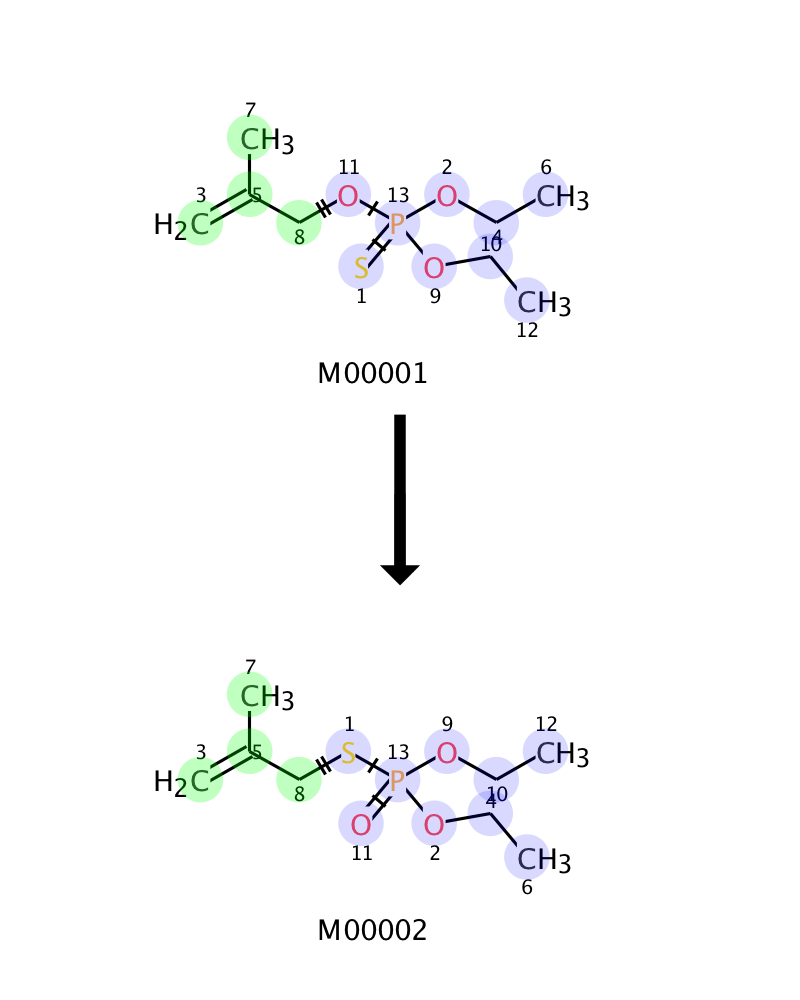 7
CH3
3 5 11 13 2 6
H2C O P O CH3
8 4
10
S O
1 9 CH3
12
M00001
7
CH3
3 5 1 13 9 12
H2C S P O CH3
8 10
4
O O
11 2 CH3
6
M00002